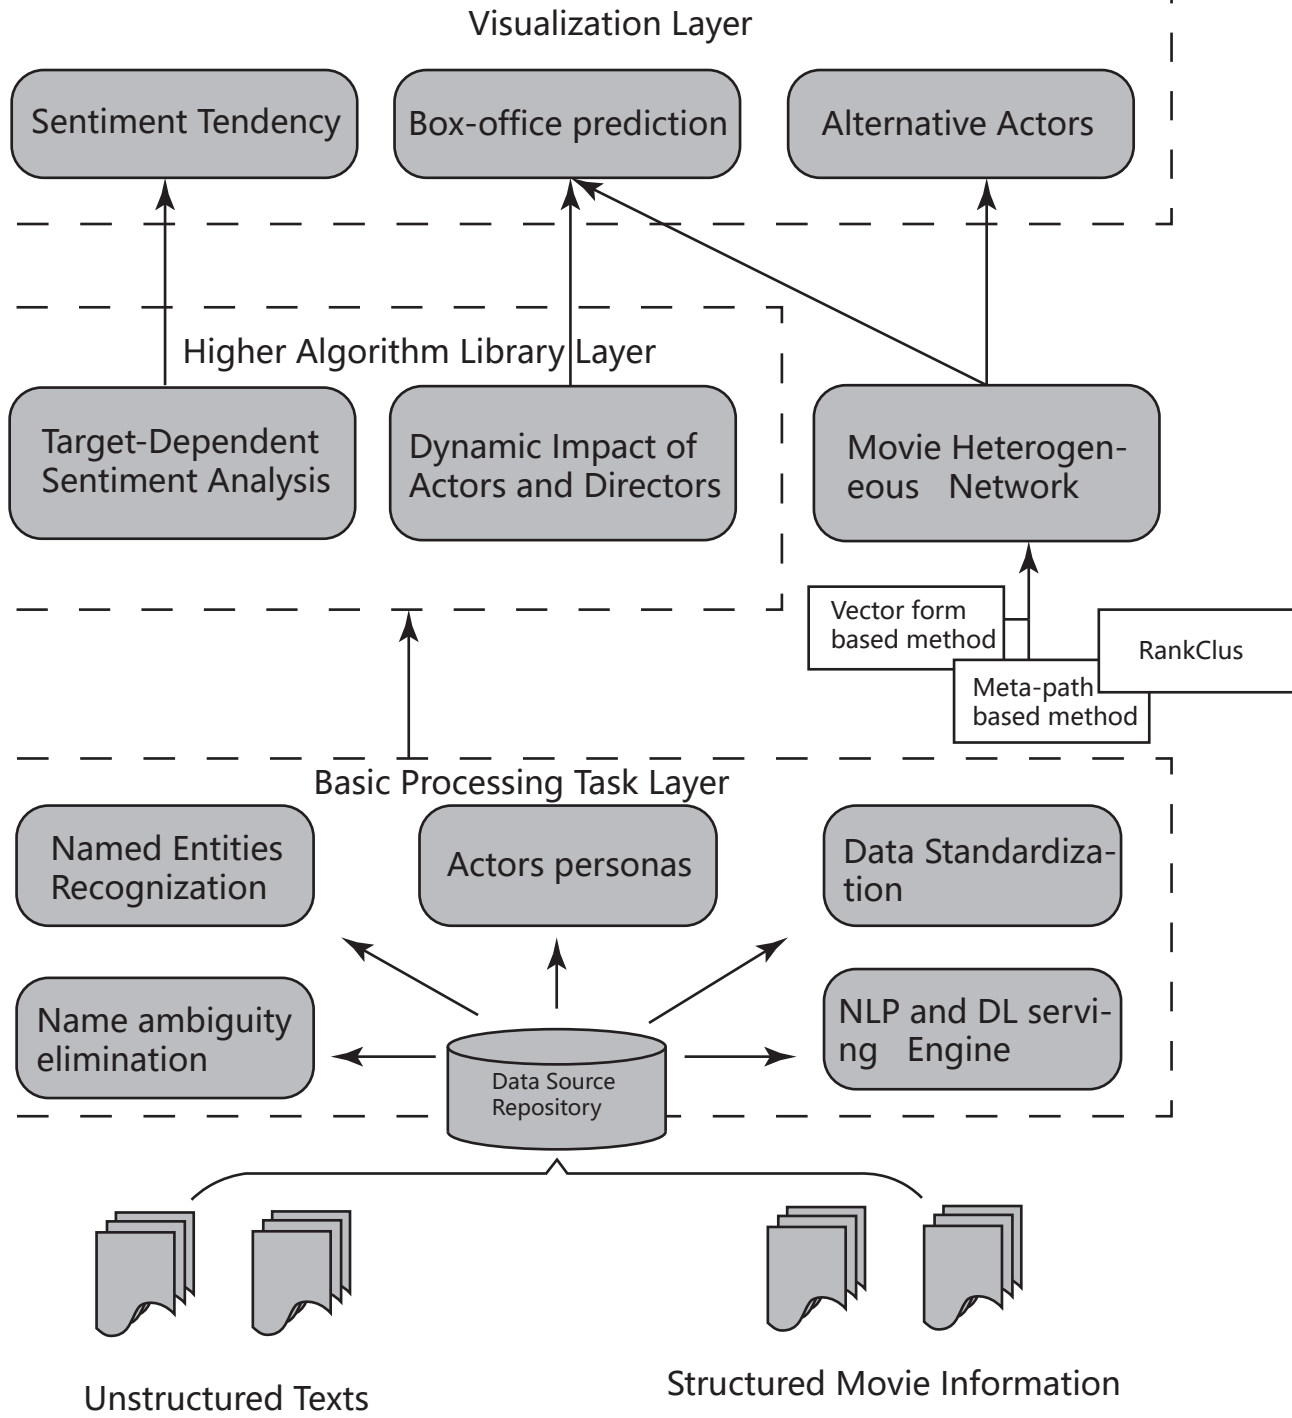 Visualization Layer
Sentiment Tendency
Box-office prediction
Alternative Actors
Higher Algorithm Library Layer
Target-Dependent
Sentiment Analysis
Dynamic Impact of
Actors and Directors
Movie Heterogen-
eous Network
Vector form
based method
Meta-path
based method
RankClus
Basic Processing Task Layer
Named Entities
Recognization
Actors personas
Data Standardiza-
tion
Name ambiguity
elimination
NLP and DL servi-
ng Engine
Data Source
Repository
Unstructured Texts
Structured Movie Information